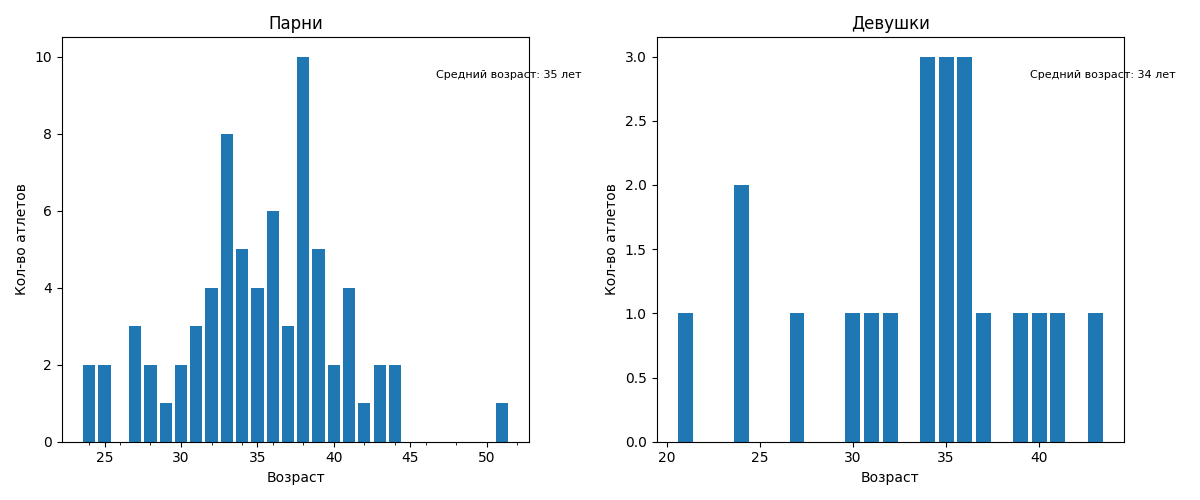 Парни
Средний возраст: 35 лет
Кол-во атлетов
10
8
6
4
2
0
25 30 35 40 45 50
Возраст
Девушки
Средний возраст: 34 лет
Кол-во атлетов
3.0
2.5
2.0
1.5
1.0
0.5
0.0
20 25 30 35 40
Возраст